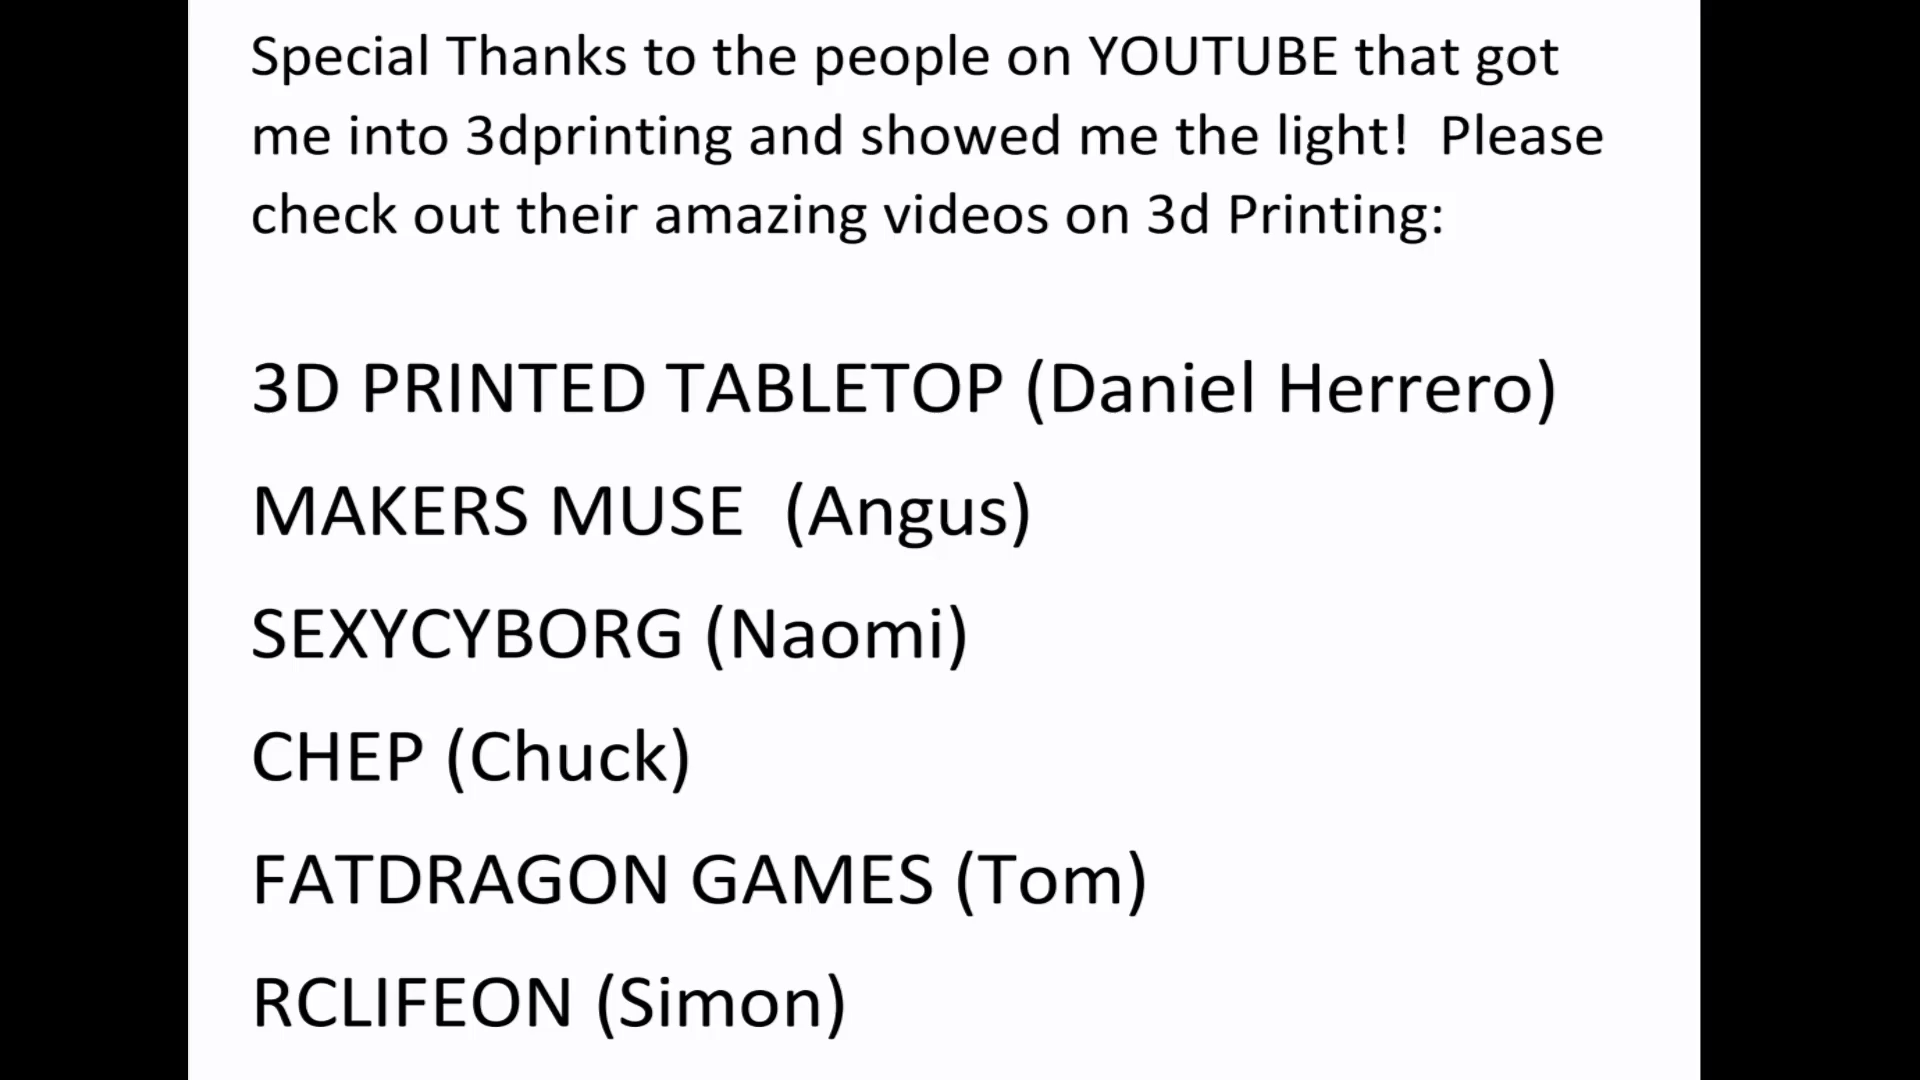 Special Thanks to the people on YOUTUBE that got
me into 3dprinting and showed me the light!  Please
check out their amazing videos on 3d Printing:
3D PRINTED TABLETOP (Daniel Herrero)
MAKERS MUSE  (Angus)
SEXYCYBORG (Naomi)
CHEP (Chuck)
FATDRAGON GAMES (Tom)
RCLIFEON (Simon)